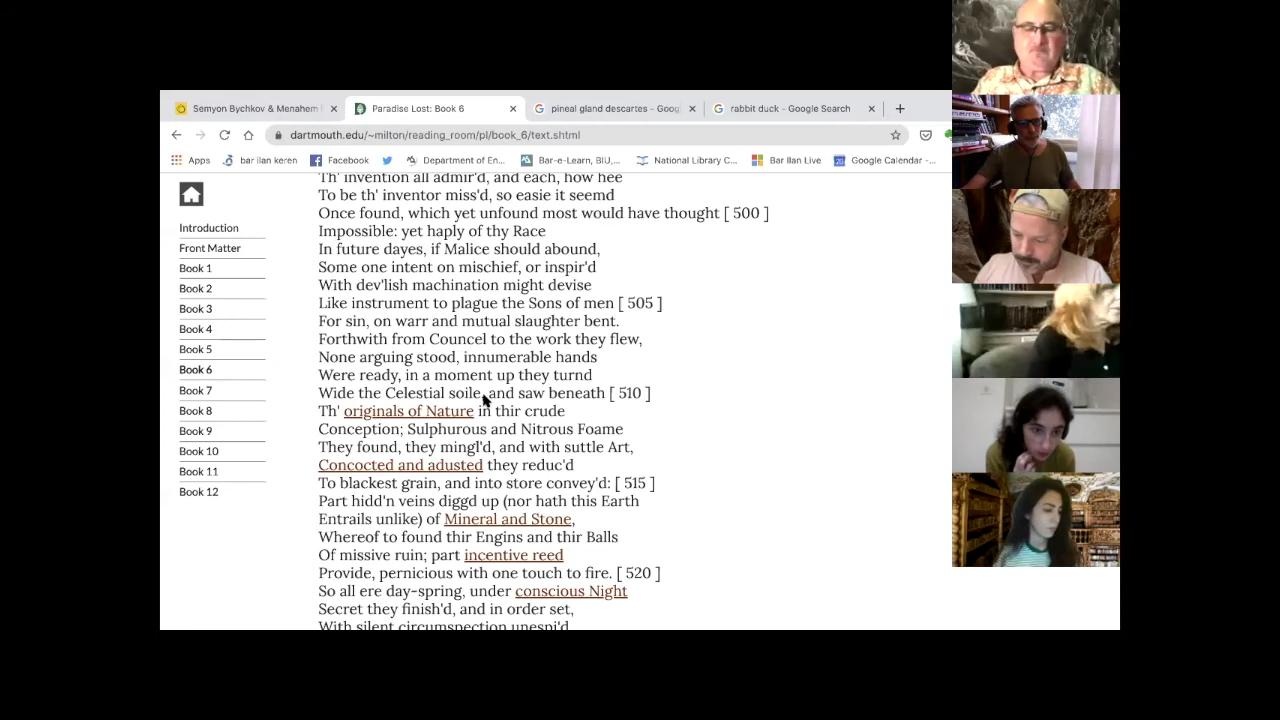 Semyon Bychkov & Menahem
Paradise Lost: Book 6
pineal gland descartes - Goog
rabbit duck - Google Search
dartmouth.edu/~milton/reading_room/pl/book_6/text.shtml
Apps
bar ilan keren
Facebook
Department of En...
Bar-e-Learn, BIU,...
National Library C...
Bar Ilan Live
Google Calendar -...
Introduction
Front Matter
Book 1
Book 2
Book 3
Book 4
Book 5
Book 6
Book 7
Book 8
Book 9
Book 10
Book 11
Book 12
Th' invention all admir'd, and each, how hee
To be th' inventor miss'd, so easie it seemd
Once found, which yet unfound most would have thought [ 500 ]
Impossible: yet haply of thy Race
In future dayes, if Malice should abound,
Some one intent on mischief, or inspir'd
With dev'lish machination might devise
Like instrument to plague the Sons of men [ 505 ]
For sin, on warr and mutual slaughter bent.
Forthwith from Councel to the work they flew,
None arguing stood, innumerable hands
Were ready, in a moment up they turnd
Wide the Celestial soile, and saw beneath [ 510 ]
Th' originals of Nature in thir crude
Conception; Sulphurous and Nitrous Foame
They found, they mingl'd, and with suttle Art,
Concocted and adusted they reduc'd
To blackest grain, and into store convey'd: [ 515 ]
Part hidd'n veins diggd up (nor hath this Earth
Entrails unlike) of Mineral and Stone,
Whereof to found thir Engins and thir Balls
Of missive ruin; part incentive reed
Provide, pernicious with one touch to fire. [ 520 ]
So all ere day-spring, under conscious Night
Secret they finish'd, and in order set,
With silent circumspection unespi'd.